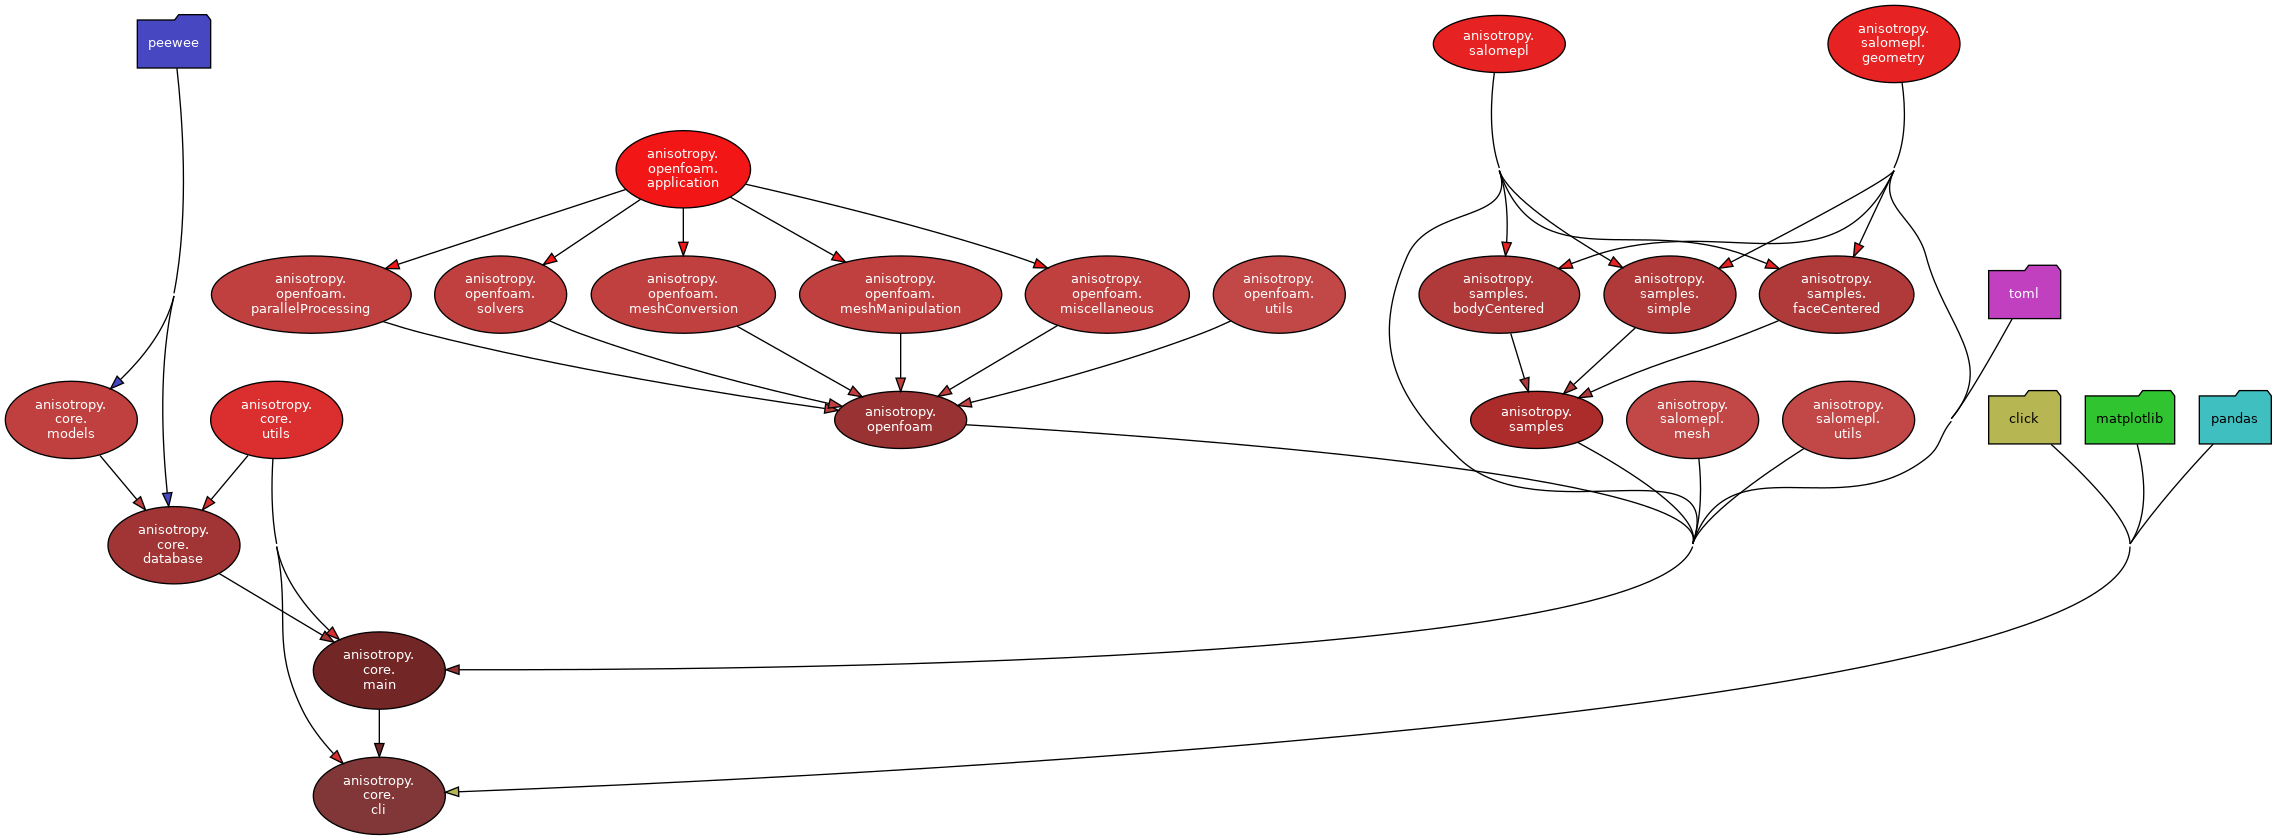 peewee
anisotropy.
salomepl
anisotropy.
salomepl.
geometry
anisotropy.
openfoam.
application
anisotropy.
openfoam.
parallelProcessing
anisotropy.
openfoam.
solvers
anisotropy.
openfoam.
meshConversion
anisotropy.
openfoam.
meshManipulation
anisotropy.
openfoam.
miscellaneous
anisotropy.
openfoam.
utils
anisotropy.
samples.
bodyCentered
anisotropy.
samples.
simple
anisotropy.
samples.
faceCentered
toml
anisotropy.
core.
models
anisotropy.
core.
utils
anisotropy.
openfoam
anisotropy.
samples
anisotropy.
salomepl.
mesh
anisotropy.
salomepl.
utils
click
matplotlib
pandas
anisotropy.
core.
database
anisotropy.
core.
main
anisotropy.
core.
cli